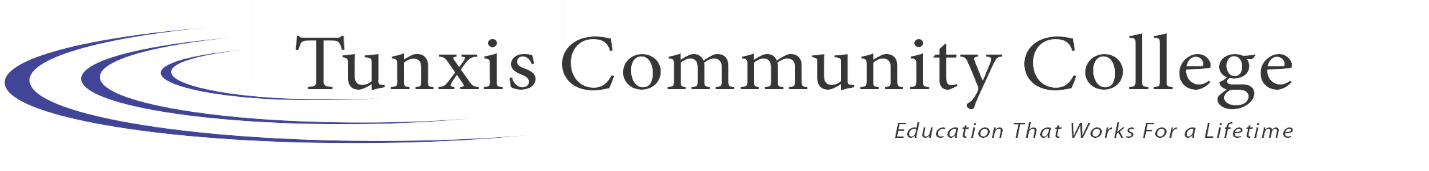 Tunxis Community College
Education That Works For a Lifetime